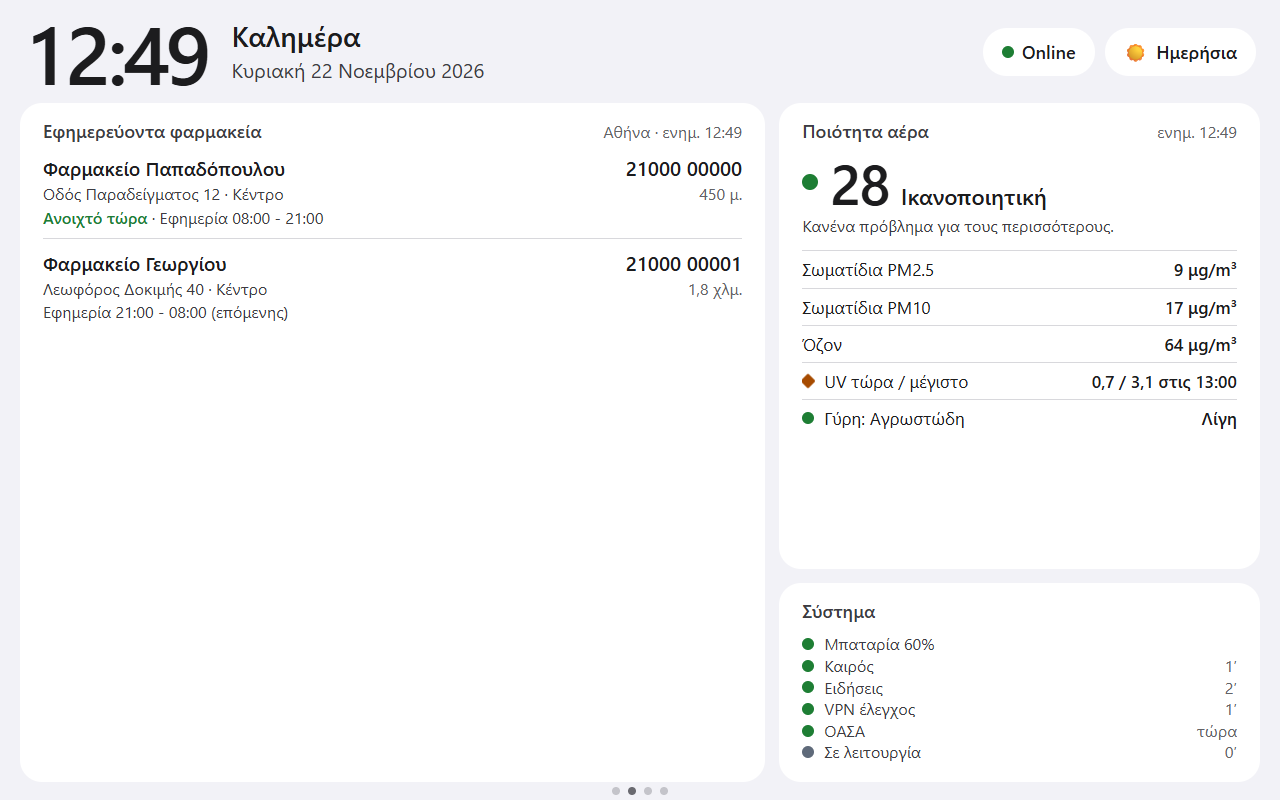 12:49
Καλημέρα
Κυριακή 22 Νοεμβρίου 2026
Online
Ημερήσια
Εφημερεύοντα φαρμακεία
Αθήνα · ενημ. 12:49
Φαρμακείο Παπαδόπουλου
21000 00000
Οδός Παραδείγματος 12 · Κέντρο
450 μ.
Ανοιχτό τώρα · Εφημερία 08:00 - 21:00
Φαρμακείο Γεωργίου
21000 00001
Λεωφόρος Δοκιμής 40 · Κέντρο
1,8 χλμ.
Εφημερία 21:00 - 08:00 (επόμενης)
Ποιότητα αέρα
ενημ. 12:49
28 Ικανοποιητική
Κανένα πρόβλημα για τους περισσότερους.
Σωματίδια PM2.5
9 μg/m³
Σωματίδια PM10
17 μg/m³
Όζον
64 μg/m³
UV τώρα / μέγιστο
0,7 / 3,1 στις 13:00
Γύρη: Αγρωστώδη
Λίγη
Σύστημα
Μπαταρία 60%
Καιρός
1′
Ειδήσεις
2′
VPN έλεγχος
1′
ΟΑΣΑ
τώρα
Σε λειτουργία
0′